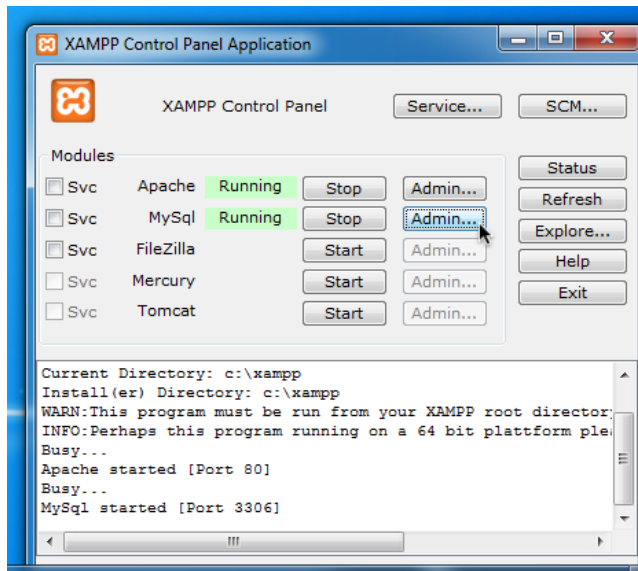 XAMPP Control Panel Application
XAMPP Control Panel Service... SCM...
Modules
Svc Apache Running Stop Admin...
Svc MySql Running Stop Admin...
Svc FileZilla Start Admin...
Svc Mercury Start Admin...
Svc Tomcat Start Admin...
Status
Refresh
Explore...
Help
Exit
Current Directory: c:\xampp
Install(er) Directory: c:\xampp
WARN:This program must be run from your XAMPP root director
INFO:Perhaps this program running on a 64 bit plattform
Busy...
Apache started [Port 80]
Busy...
MySql started [Port 3306]